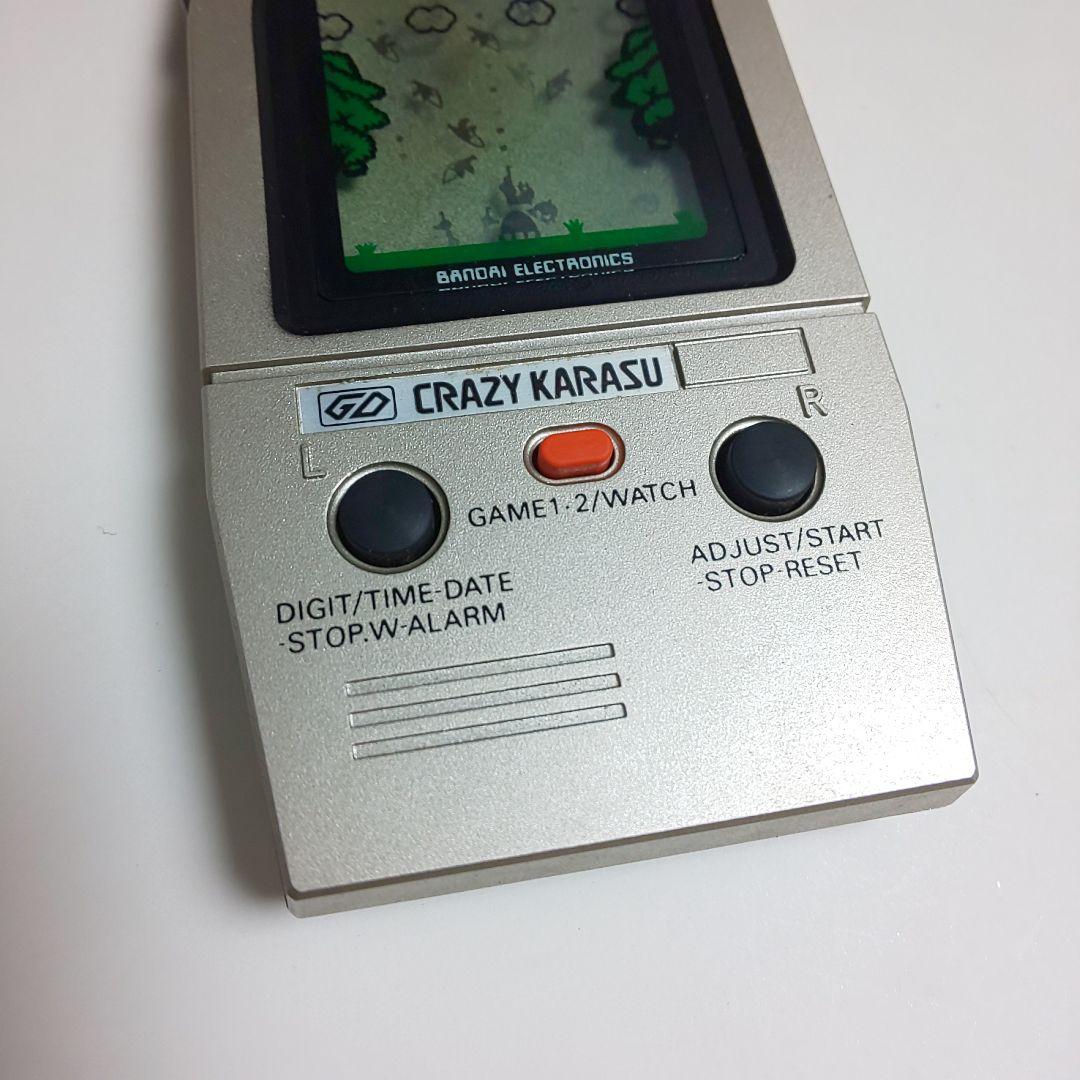 BANDAI ELECTRONICS
GD CRAZY KARASU
L
R
GAME1·2/WATCH
DIGIT/TIME-DATE
-STOP.W-ALARM
ADJUST/START
-STOP-RESET